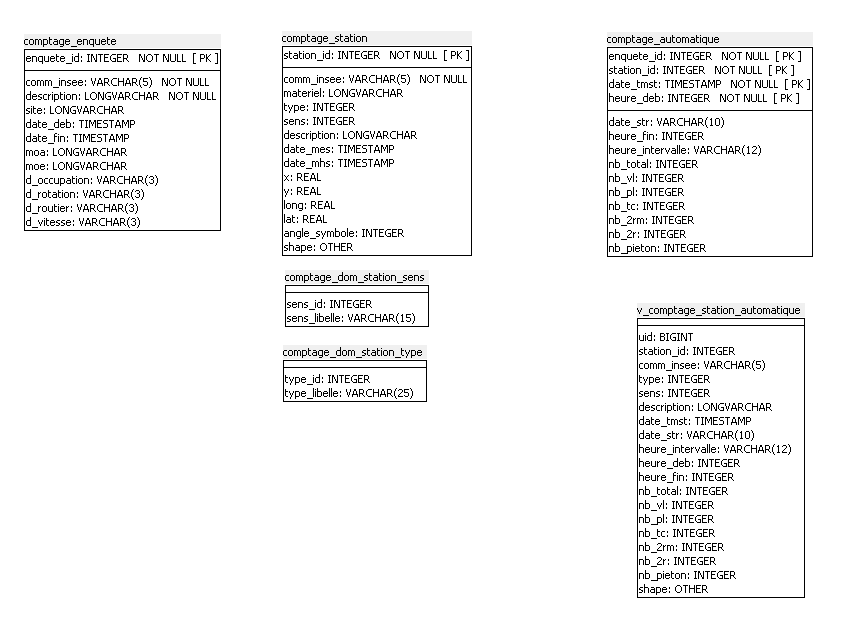 comptage_enquete
enquete_id: INTEGER NOT NULL [ PK ]
comm_insee: VARCHAR(5) NOT NULL
description: LONGVARCHAR NOT NULL
site: LONGVARCHAR
date_deb: TIMESTAMP
date_fin: TIMESTAMP
moa: LONGVARCHAR
moe: LONGVARCHAR
d_occupation: VARCHAR(3)
d_rotation: VARCHAR(3)
d_routier: VARCHAR(3)
d_vitesse: VARCHAR(3)
comptage_station
station_id: INTEGER NOT NULL [ PK ]
comm_insee: VARCHAR(5) NOT NULL
materiel: LONGVARCHAR
type: INTEGER
sens: INTEGER
description: LONGVARCHAR
date_mes: TIMESTAMP
date_mhs: TIMESTAMP
x: REAL
y: REAL
long: REAL
lat: REAL
angle_symbole: INTEGER
shape: OTHER
comptage_dom_station_sens
sens_id: INTEGER
sens_libelle: VARCHAR(15)
comptage_dom_station_type
type_id: INTEGER
type_libelle: VARCHAR(25)
comptage_automatique
enquete_id: INTEGER NOT NULL [ PK ]
station_id: INTEGER NOT NULL [ PK ]
date_tmst: TIMESTAMP NOT NULL [ PK ]
heure_deb: INTEGER NOT NULL [ PK ]
date_str: VARCHAR(10)
heure_fin: INTEGER
heure_intervalle: VARCHAR(12)
nb_total: INTEGER
nb_vl: INTEGER
nb_pl: INTEGER
nb_tc: INTEGER
nb_2rm: INTEGER
nb_2r: INTEGER
nb_pieton: INTEGER
v_comptage_station_automatique
uid: BIGINT
station_id: INTEGER
comm_insee: VARCHAR(5)
type: INTEGER
sens: INTEGER
description: LONGVARCHAR
date_tmst: TIMESTAMP
date_str: VARCHAR(10)
heure_intervalle: VARCHAR(12)
heure_deb: INTEGER
heure_fin: INTEGER
nb_total: INTEGER
nb_vl: INTEGER
nb_pl: INTEGER
nb_tc: INTEGER
nb_2rm: INTEGER
nb_2r: INTEGER
nb_pieton: INTEGER
shape: OTHER